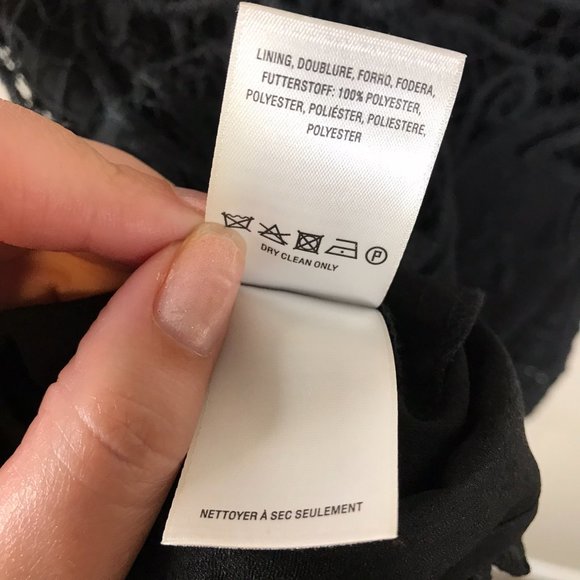 LINING, DOUBLURE, FORRO, FODERA,
FUTTERSTOFF: 100% POLYESTER,
POLYESTER, POLIÉSTER, POLIESTERE,
POLYESTER
P
DRY CLEAN ONLY
NETTOYER À SEC SEULEMENT